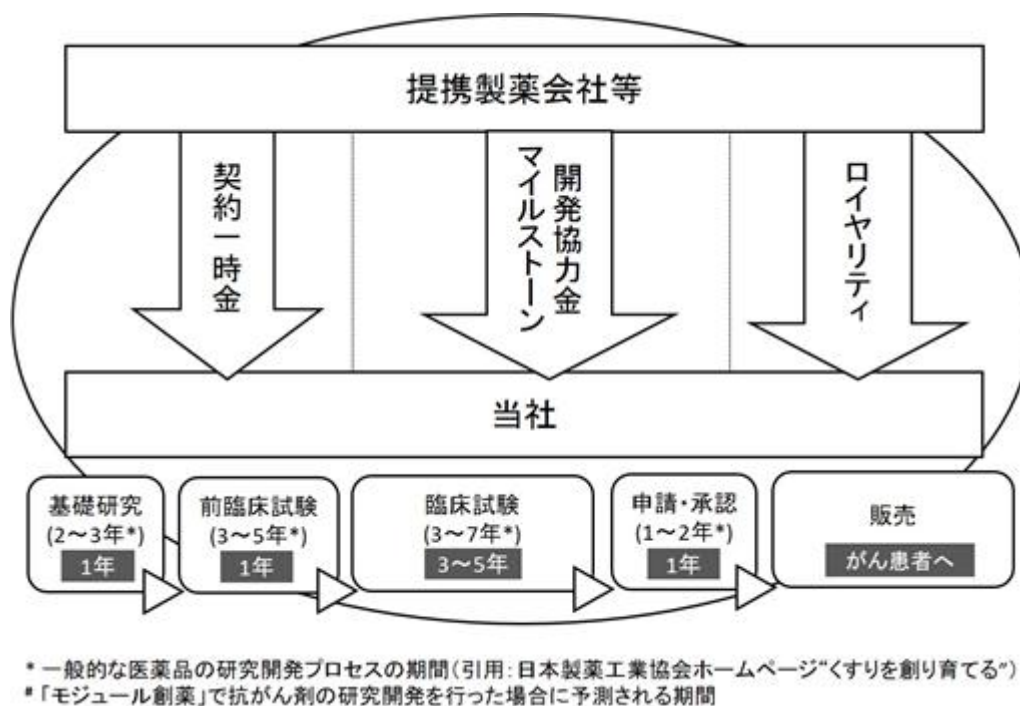 提携製薬会社等
契約一時金
開発協力金
マイルストーン
ロイヤリティ
当社
基礎研究
(2～3年*)
1年
前臨床試験
(3～5年*)
1年
臨床試験
(3～7年*)
3～5年
申請・承認
(1～2年*)
1年
販売
がん患者へ
* 一般的な医薬品の研究開発プロセスの期間(引用:日本製薬工業協会ホームページ“くすりを創り育てる”)
# 「モジュール創薬」で抗がん剤の研究開発を行った場合に予測される期間